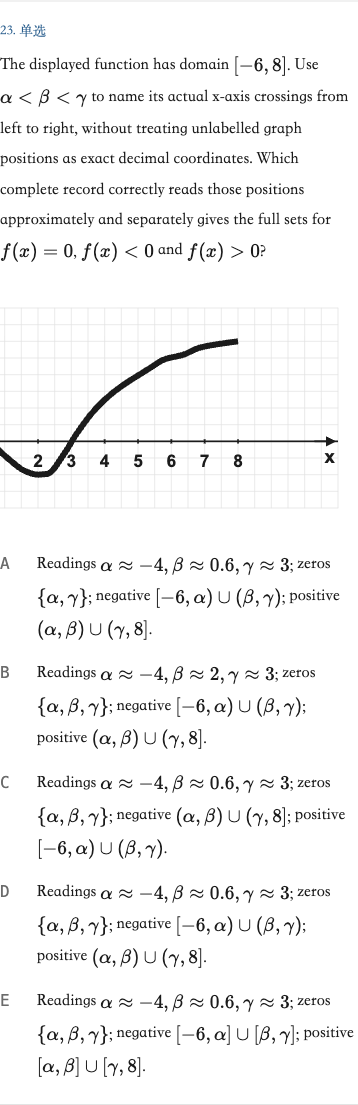 23. 单选
The displayed function has domain [−6, 8]. Use
α < β < γ to name its actual x-axis crossings from
left to right, without treating unlabelled graph
positions as exact decimal coordinates. Which
complete record correctly reads those positions
approximately and separately gives the full sets for
f(x) = 0, f(x) < 0 and f(x) > 0?
2 3 4 5 6 7 8 x
A Readings α ≈ −4, β ≈ 0.6, γ ≈ 3; zeros
{α, γ}; negative [−6, α) ∪ (β, γ); positive
(α, β) ∪ (γ, 8].
B Readings α ≈ −4, β ≈ 2, γ ≈ 3; zeros
{α, β, γ}; negative [−6, α) ∪ (β, γ);
positive (α, β) ∪ (γ, 8].
C Readings α ≈ −4, β ≈ 0.6, γ ≈ 3; zeros
{α, β, γ}; negative (α, β) ∪ (γ, 8]; positive
[−6, α) ∪ (β, γ).
D Readings α ≈ −4, β ≈ 0.6, γ ≈ 3; zeros
{α, β, γ}; negative [−6, α) ∪ (β, γ);
positive (α, β) ∪ (γ, 8].
E Readings α ≈ −4, β ≈ 0.6, γ ≈ 3; zeros
{α, β, γ}; negative [−6, α] ∪ [β, γ]; positive
[α, β] ∪ [γ, 8].